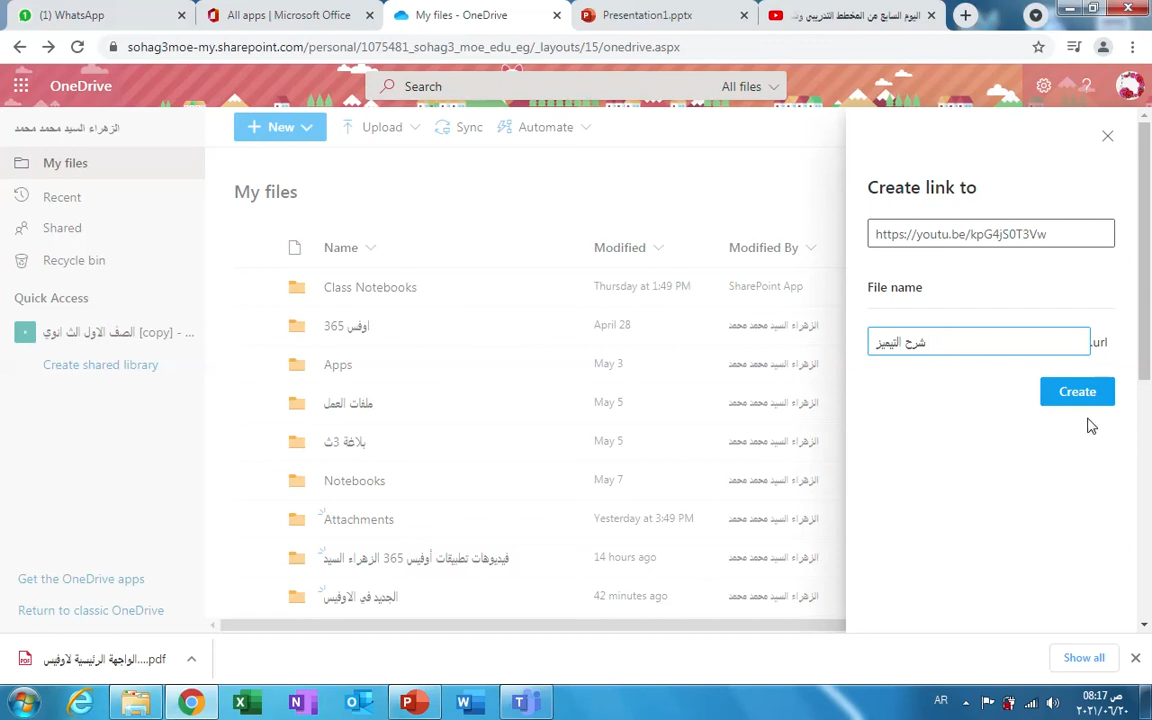 (1) WhatsApp
All apps | Microsoft Office
My files - OneDrive
Presentation1.pptx
اليوم السابع من المخطط التدريبي وش
sohag3moe-my.sharepoint.com/personal/1075481_sohag3_moe_edu_eg/_layouts/15/onedrive.aspx
OneDrive
Search
All files
الزهراء السيد محمد محمد
New
Upload
Sync
Automate
My files
Recent
Shared
Recycle bin
Quick Access
الصف الاول الث انوي [copy] - ...
Create shared library
Get the OneDrive apps
Return to classic OneDrive
My files
Name Modified Modified By
Class Notebooks Thursday at 1:49 PM SharePoint App
اوفس 365 April 28 الزهراء السيد محمد محمد
Apps May 3 الزهراء السيد محمد محمد
ملفات العمل May 5 الزهراء السيد محمد محمد
بلاغة 3ث May 5 الزهراء السيد محمد محمد
Notebooks May 7 الزهراء السيد محمد محمد
Attachments Yesterday at 3:49 PM الزهراء السيد محمد محمد
فيديوهات تطبيقات أوفيس 365 الزهراء السيد 14 hours ago الزهراء السيد محمد محمد
الجديد في الاوفيس 42 minutes ago الزهراء السيد محمد محمد
Create link to
https://youtu.be/kpG4jS0T3Vw
File name
شرح التيميز
.url
Create
الواجهة الرئيسية لاوفيس....pdf
Show all
AR
08:17 ص
٢٠٢١/٠٦/٢٠